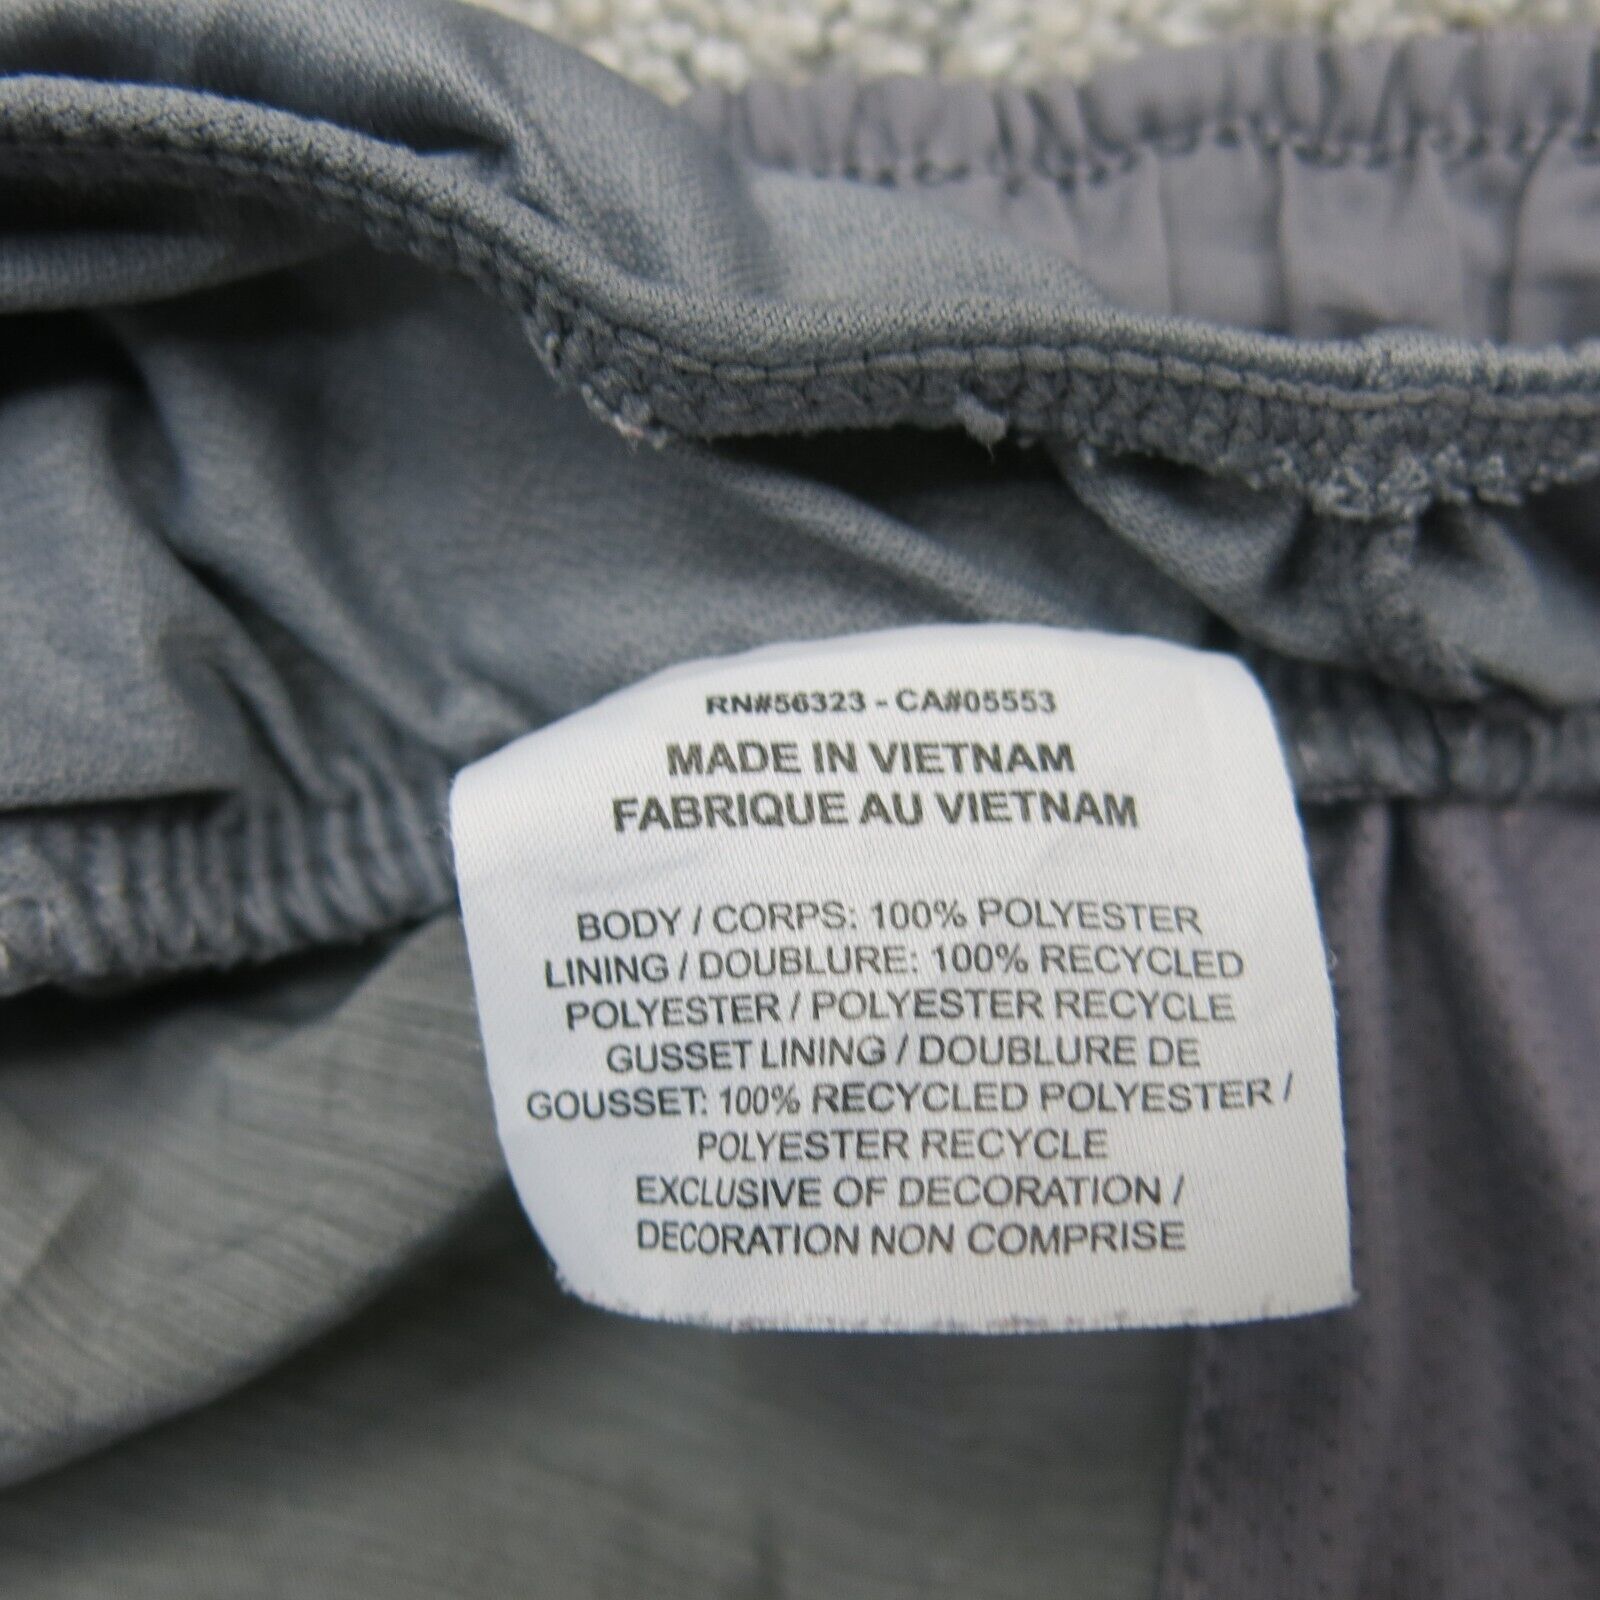 RN#56323 - CA#05553
MADE IN VIETNAM
FABRIQUE AU VIETNAM
BODY / CORPS: 100% POLYESTER
LINING / DOUBLURE: 100% RECYCLED
POLYESTER / POLYESTER RECYCLE
GUSSET LINING / DOUBLURE DE
GOUSSET: 100% RECYCLED POLYESTER /
POLYESTER RECYCLE
EXCLUSIVE OF DECORATION /
DECORATION NON COMPRISE